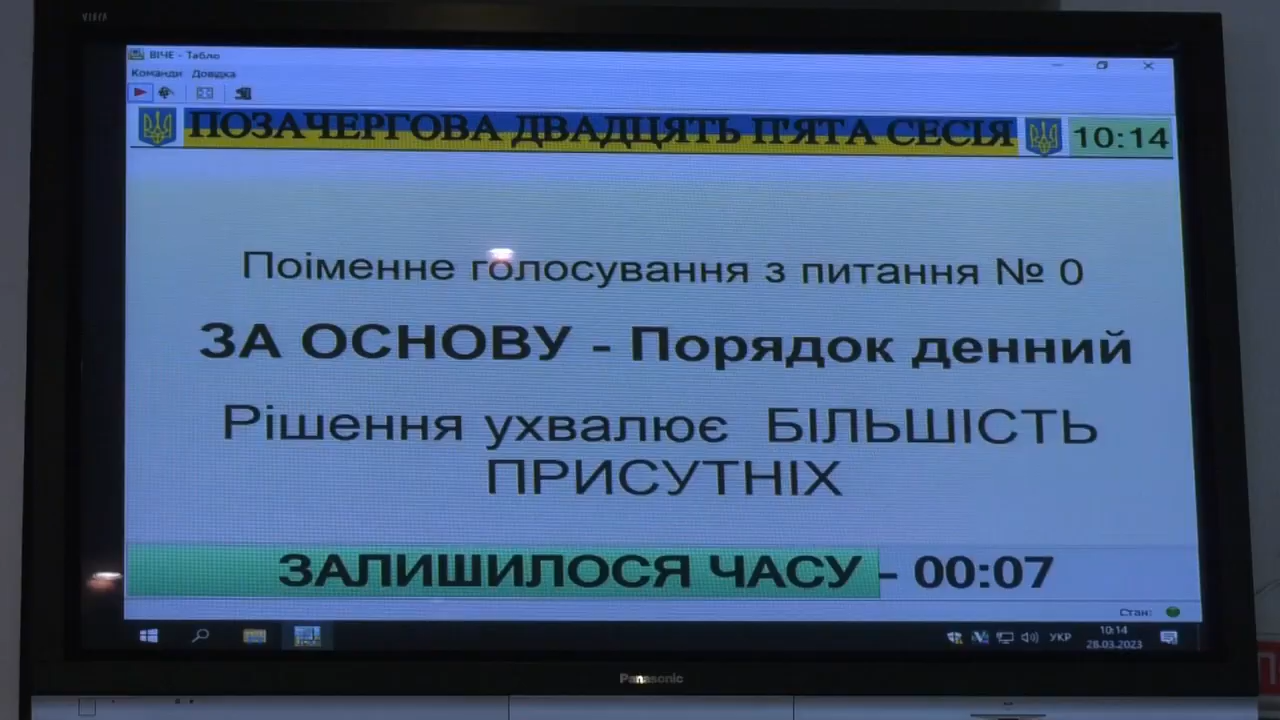 VIERA
ВІЧЕ - Табло
Команди Довідка
ПОЗАЧЕРГОВА ДВАДЦЯТЬ П'ЯТА СЕСІЯ 10:14
Поіменне голосування з питання № 0
ЗА ОСНОВУ - Порядок денний
Рішення ухвалює БІЛЬШІСТЬ
ПРИСУТНІХ
ЗАЛИШИЛОСЯ ЧАСУ - 00:07
Стан:
УКР 10:14
28.03.2023
Panasonic